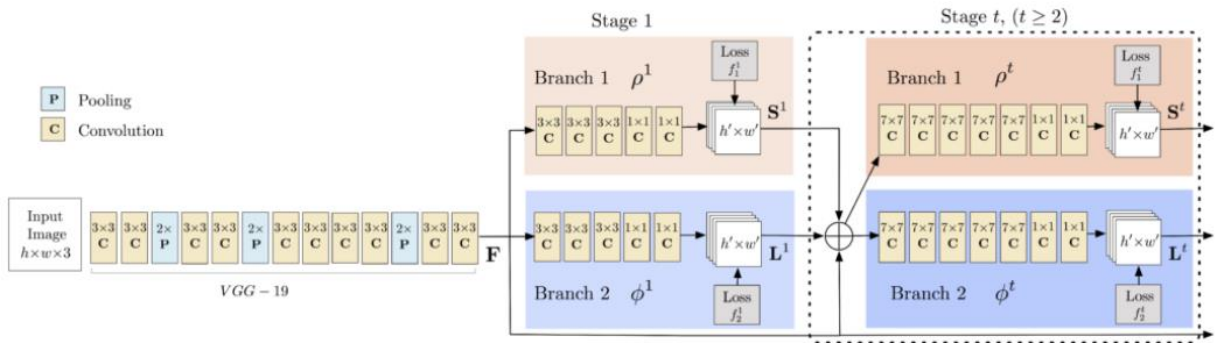 Stage 1
Stage t, (t ≥ 2)
P Pooling
C Convolution
Input
Image
h×w×3
3×3 C 3×3 C 2× P 3×3 C 3×3 C 2× P 3×3 C 3×3 C 3×3 C 3×3 C 2× P 3×3 C 3×3 C
VGG − 19
F
Branch 1 ρ¹
Loss
f₁¹
3×3 C 3×3 C 3×3 C 1×1 C 1×1 C
h′×w′
S¹
3×3 C 3×3 C 3×3 C 1×1 C 1×1 C
h′×w′
L¹
Branch 2 ϕ¹
Loss
f₂¹
Branch 1 ρᵗ
Loss
f₁ᵗ
7×7 C 7×7 C 7×7 C 7×7 C 7×7 C 1×1 C 1×1 C
h′×w′
Sᵗ
7×7 C 7×7 C 7×7 C 7×7 C 7×7 C 1×1 C 1×1 C
h′×w′
Lᵗ
Branch 2 ϕᵗ
Loss
f₂ᵗ